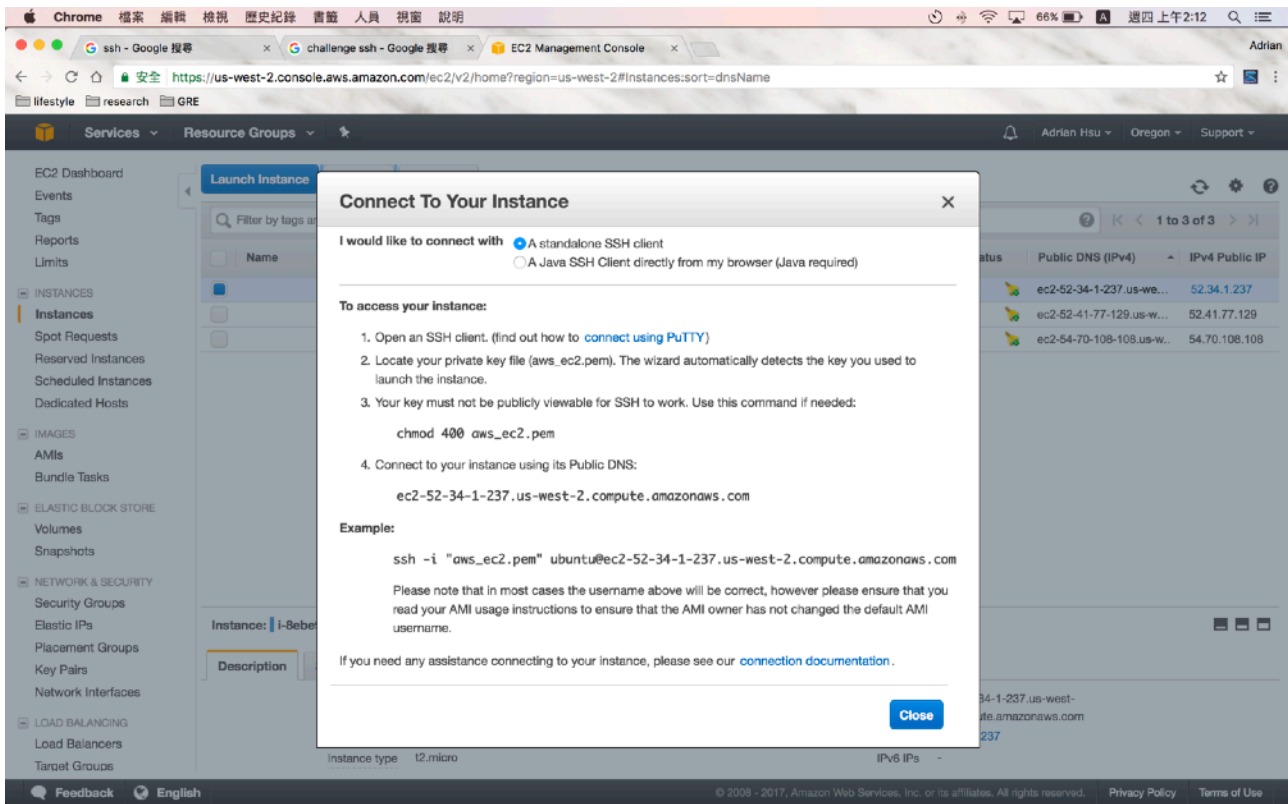 Chrome 檔案 編輯 檢視 歷史紀錄 書籤 人員 視窗 說明 66% A 週四上午2:12
ssh - Google 搜尋 × challenge ssh - Google 搜尋 × EC2 Management Console × Adrian
安全 https://us-west-2.console.aws.amazon.com/ec2/v2/home?region=us-west-2#Instances:sort=dnsName
lifestyle research GRE
Services Resource Groups Adrian Hsu Oregon Support
EC2 Dashboard
Events
Tags
Reports
Limits
INSTANCES
Instances
Spot Requests
Reserved Instances
Scheduled Instances
Dedicated Hosts
IMAGES
AMIs
Bundle Tasks
ELASTIC BLOCK STORE
Volumes
Snapshots
NETWORK & SECURITY
Security Groups
Elastic IPs
Placement Groups
Key Pairs
Network Interfaces
LOAD BALANCING
Load Balancers
Target Groups
Launch Instance
Filter by tags 1 to 3 of 3
Name Public DNS (IPv4) IPv4 Public IP
ec2-52-34-1-237.us-we... 52.34.1.237
ec2-52-41-77-129.us-w... 52.41.77.129
ec2-54-70-108-108.us-w... 54.70.108.108
Connect To Your Instance ×
I would like to connect with A standalone SSH client
A Java SSH Client directly from my browser (Java required)
To access your instance:
1. Open an SSH client. (find out how to connect using PuTTY)
2. Locate your private key file (aws_ec2.pem). The wizard automatically detects the key you used to
launch the instance.
3. Your key must not be publicly viewable for SSH to work. Use this command if needed:
chmod 400 aws_ec2.pem
4. Connect to your instance using its Public DNS:
ec2-52-34-1-237.us-west-2.compute.amazonaws.com
Example:
ssh -i "aws_ec2.pem" ubuntu@ec2-52-34-1-237.us-west-2.compute.amazonaws.com
Please note that in most cases the username above will be correct, however please ensure that you
read your AMI usage instructions to ensure that the AMI owner has not changed the default AMI
username.
If you need any assistance connecting to your instance, please see our connection documentation.
Close
Instance: i-8ebe
Description
34-1-237.us-west-
ute.amazonaws.com
237
Instance type t2.micro IPv6 IPs -
Feedback English © 2008 - 2017, Amazon Web Services, Inc. or its affiliates. All rights reserved. Privacy Policy Terms of Use